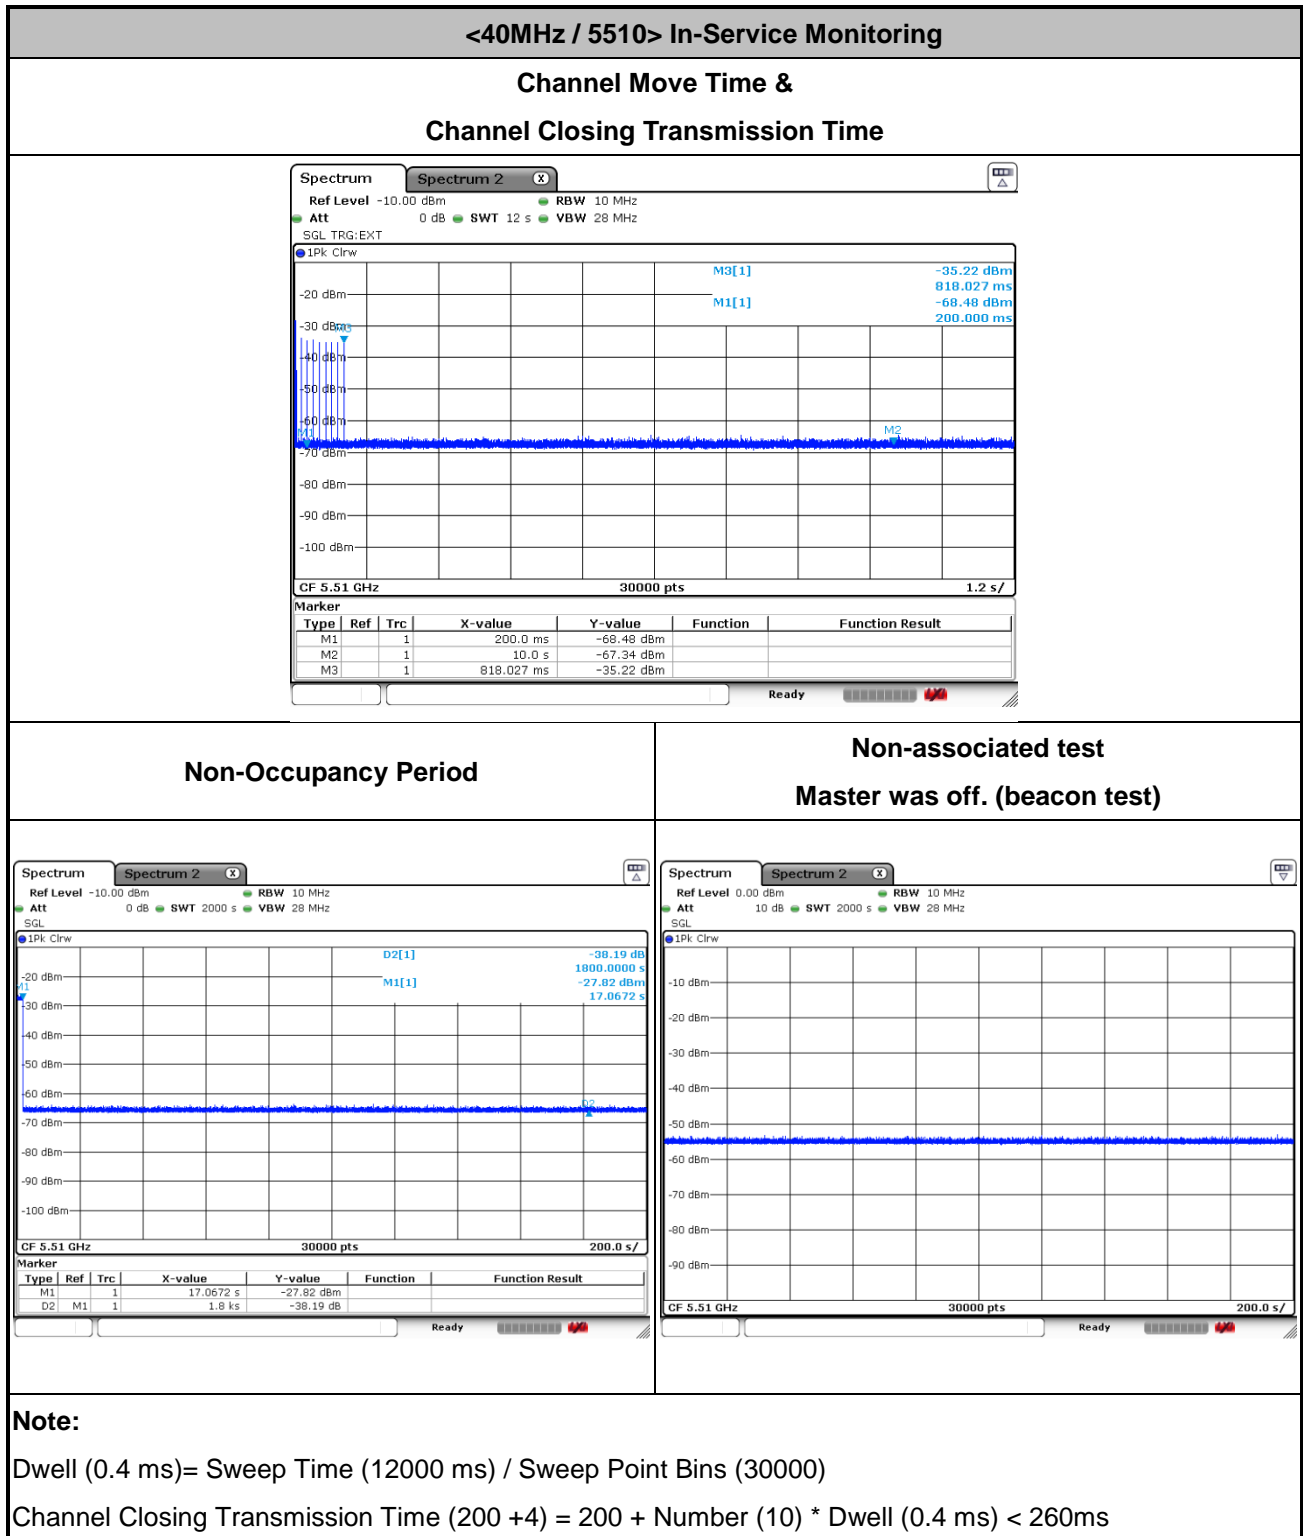 <40MHz / 5510> In-Service Monitoring
Channel Move Time &
Channel Closing Transmission Time
Spectrum Spectrum 2 X
Ref Level -10.00 dBm RBW 10 MHz
Att 0 dB SWT 12 s VBW 28 MHz
SGL TRG:EXT
1Pk Clrw
M3[1] -35.22 dBm
818.027 ms
-20 dBm M1[1] -68.48 dBm
200.000 ms
-30 dBm M3
-40 dBm
-50 dBm
-60 dBm
M1 M2
-70 dBm
-80 dBm
-90 dBm
-100 dBm
CF 5.51 GHz 30000 pts 1.2 s/
Marker
Type Ref Trc X-value Y-value Function Function Result
M1 1 200.0 ms -68.48 dBm
M2 1 10.0 s -67.34 dBm
M3 1 818.027 ms -35.22 dBm
Ready
Non-Occupancy Period
Non-associated test
Master was off. (beacon test)
Spectrum Spectrum 2 X
Ref Level -10.00 dBm RBW 10 MHz
Att 0 dB SWT 2000 s VBW 28 MHz
SGL
1Pk Clrw
D2[1] -38.19 dB
1800.0000 s
-20 dBm M1[1] -27.82 dBm
M1 17.0672 s
-30 dBm
-40 dBm
-50 dBm
-60 dBm
D2
-70 dBm
-80 dBm
-90 dBm
-100 dBm
CF 5.51 GHz 30000 pts 200.0 s/
Marker
Type Ref Trc X-value Y-value Function Function Result
M1 1 17.0672 s -27.82 dBm
D2 M1 1 1.8 ks -38.19 dB
Ready
Spectrum Spectrum 2 X
Ref Level 0.00 dBm RBW 10 MHz
Att 10 dB SWT 2000 s VBW 28 MHz
SGL
1Pk Clrw
-10 dBm
-20 dBm
-30 dBm
-40 dBm
-50 dBm
-60 dBm
-70 dBm
-80 dBm
-90 dBm
CF 5.51 GHz 30000 pts 200.0 s/
Ready
Note:
Dwell (0.4 ms)= Sweep Time (12000 ms) / Sweep Point Bins (30000)
Channel Closing Transmission Time (200 +4) = 200 + Number (10) * Dwell (0.4 ms) < 260ms